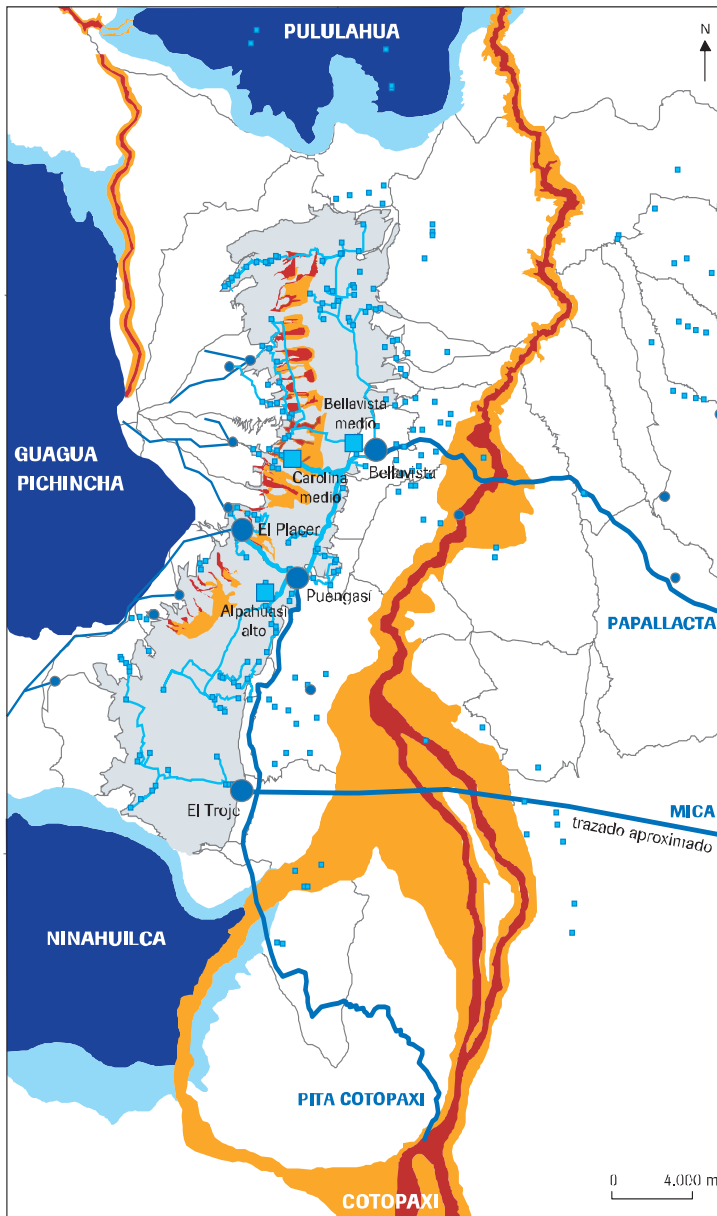 PULULAHUA
N
Bellavista
medio
GUAGUA
PICHINCHA
Carolina
medio
Bellavista
El Placer
Puengasí
Alpahuasi
alto
PAPALLACTA
El Troje
MICA
trazado aproximado
NINAHUILCA
PITA COTOPAXI
COTOPAXI
0 4.000 m